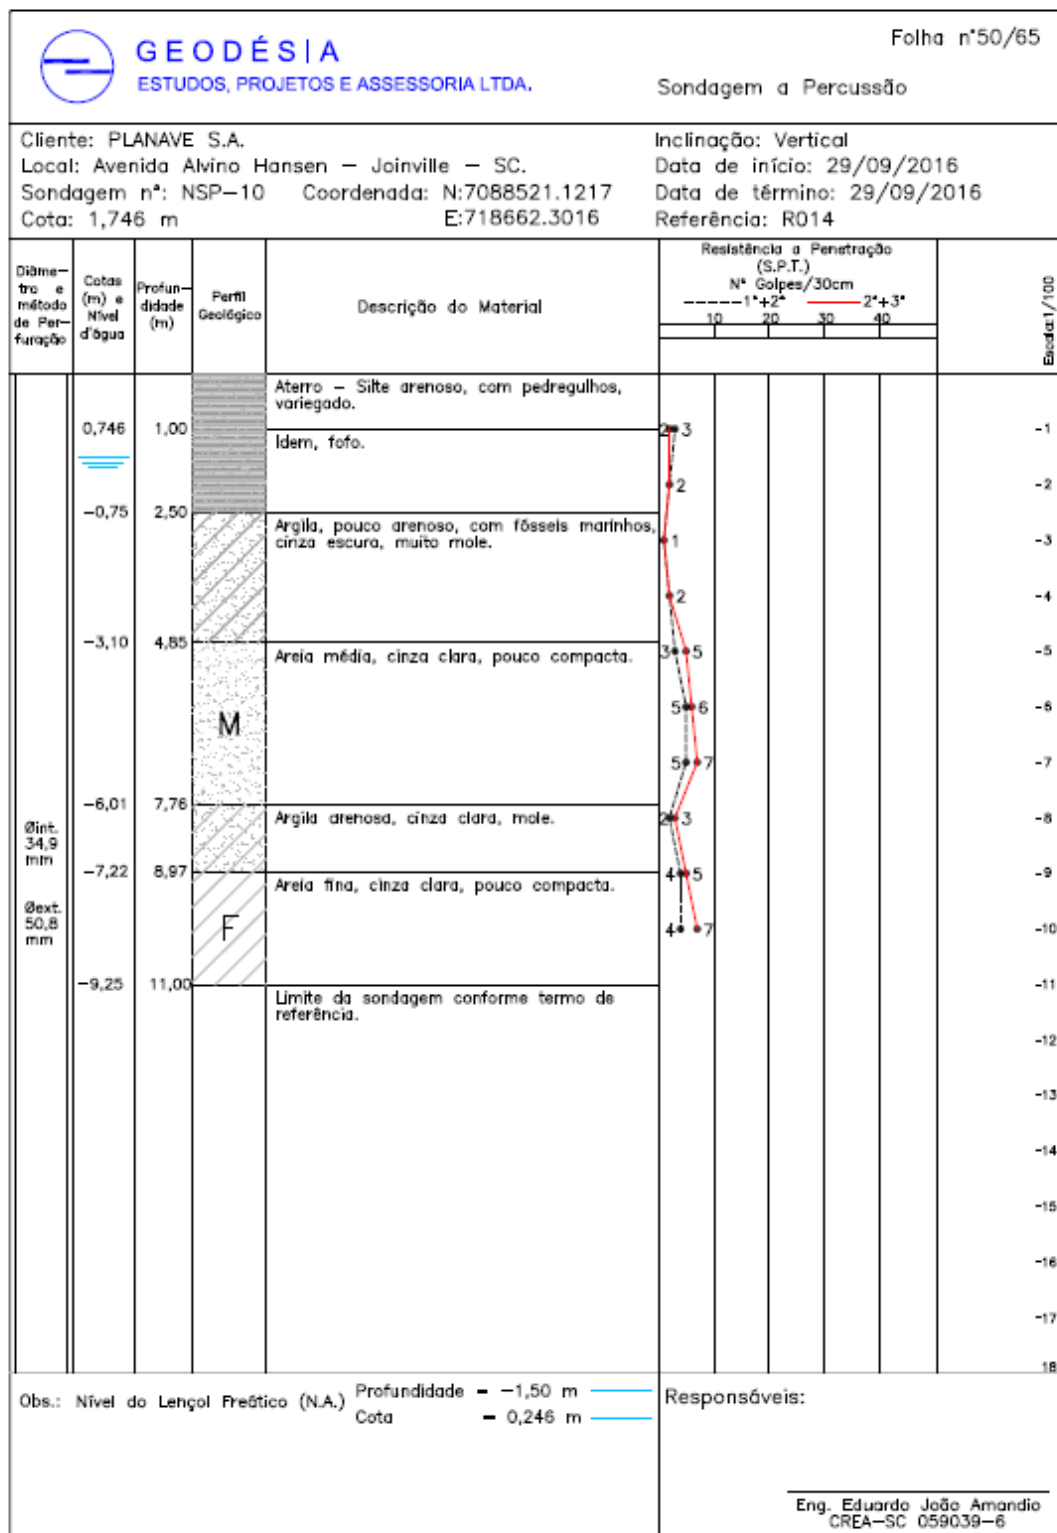 GEODÉS|A
ESTUDOS, PROJETOS E ASSESSORIA LTDA.
Folha n°50/65
Sondagem a Percussão
Cliente: PLANAVE S.A.
Local: Avenida Alvino Hansen – Joinville – SC.
Sondagem nª: NSP–10 Coordenada: N:7088521.1217
Cota: 1,746 m E:718662.3016
Inclinação: Vertical
Data de início: 29/09/2016
Data de término: 29/09/2016
Referência: R014
Diâme–
tro e
método
de Per–
furação
Cotas
(m) e
Nível
d'água
Profun–
didade
(m)
Perfil
Geológico
Descrição do Material
Resistência a Penetração
(S.P.T.)
Nª Golpes/30cm
1ª+2ª 2ª+3ª
10 20 30 40
Escala:1/100
Aterro – Silte arenoso, com pedregulhos,
variegado.
0,746 1,00
Idem, fofo.
2 3 -1
2 -2
-0,75 2,50
Argila, pouco arenoso, com fósseis marinhos,
cinza escura, muito mole.
1 -3
2 -4
-3,10 4,85
Areia média, cinza clara, pouco compacta.
3 5 -5
M
5 6 -6
5 7 -7
-6,01 7,76
Argila arenosa, cinza clara, mole.
2 3 -8
Øint.
34,9
mm
-7,22 8,97
Areia fina, cinza clara, pouco compacta.
4 5 -9
Øext.
50,8
mm
F
4 7 -10
-9,25 11,00
Limite da sondagem conforme termo de
referência.
-11
-12
-13
-14
-15
-16
-17
18
Obs.: Nível do Lençol Freático (N.A.) Profundidade = -1,50 m
Cota = 0,246 m
Responsáveis:
Eng. Eduardo João Amandio
CREA–SC 059039–6